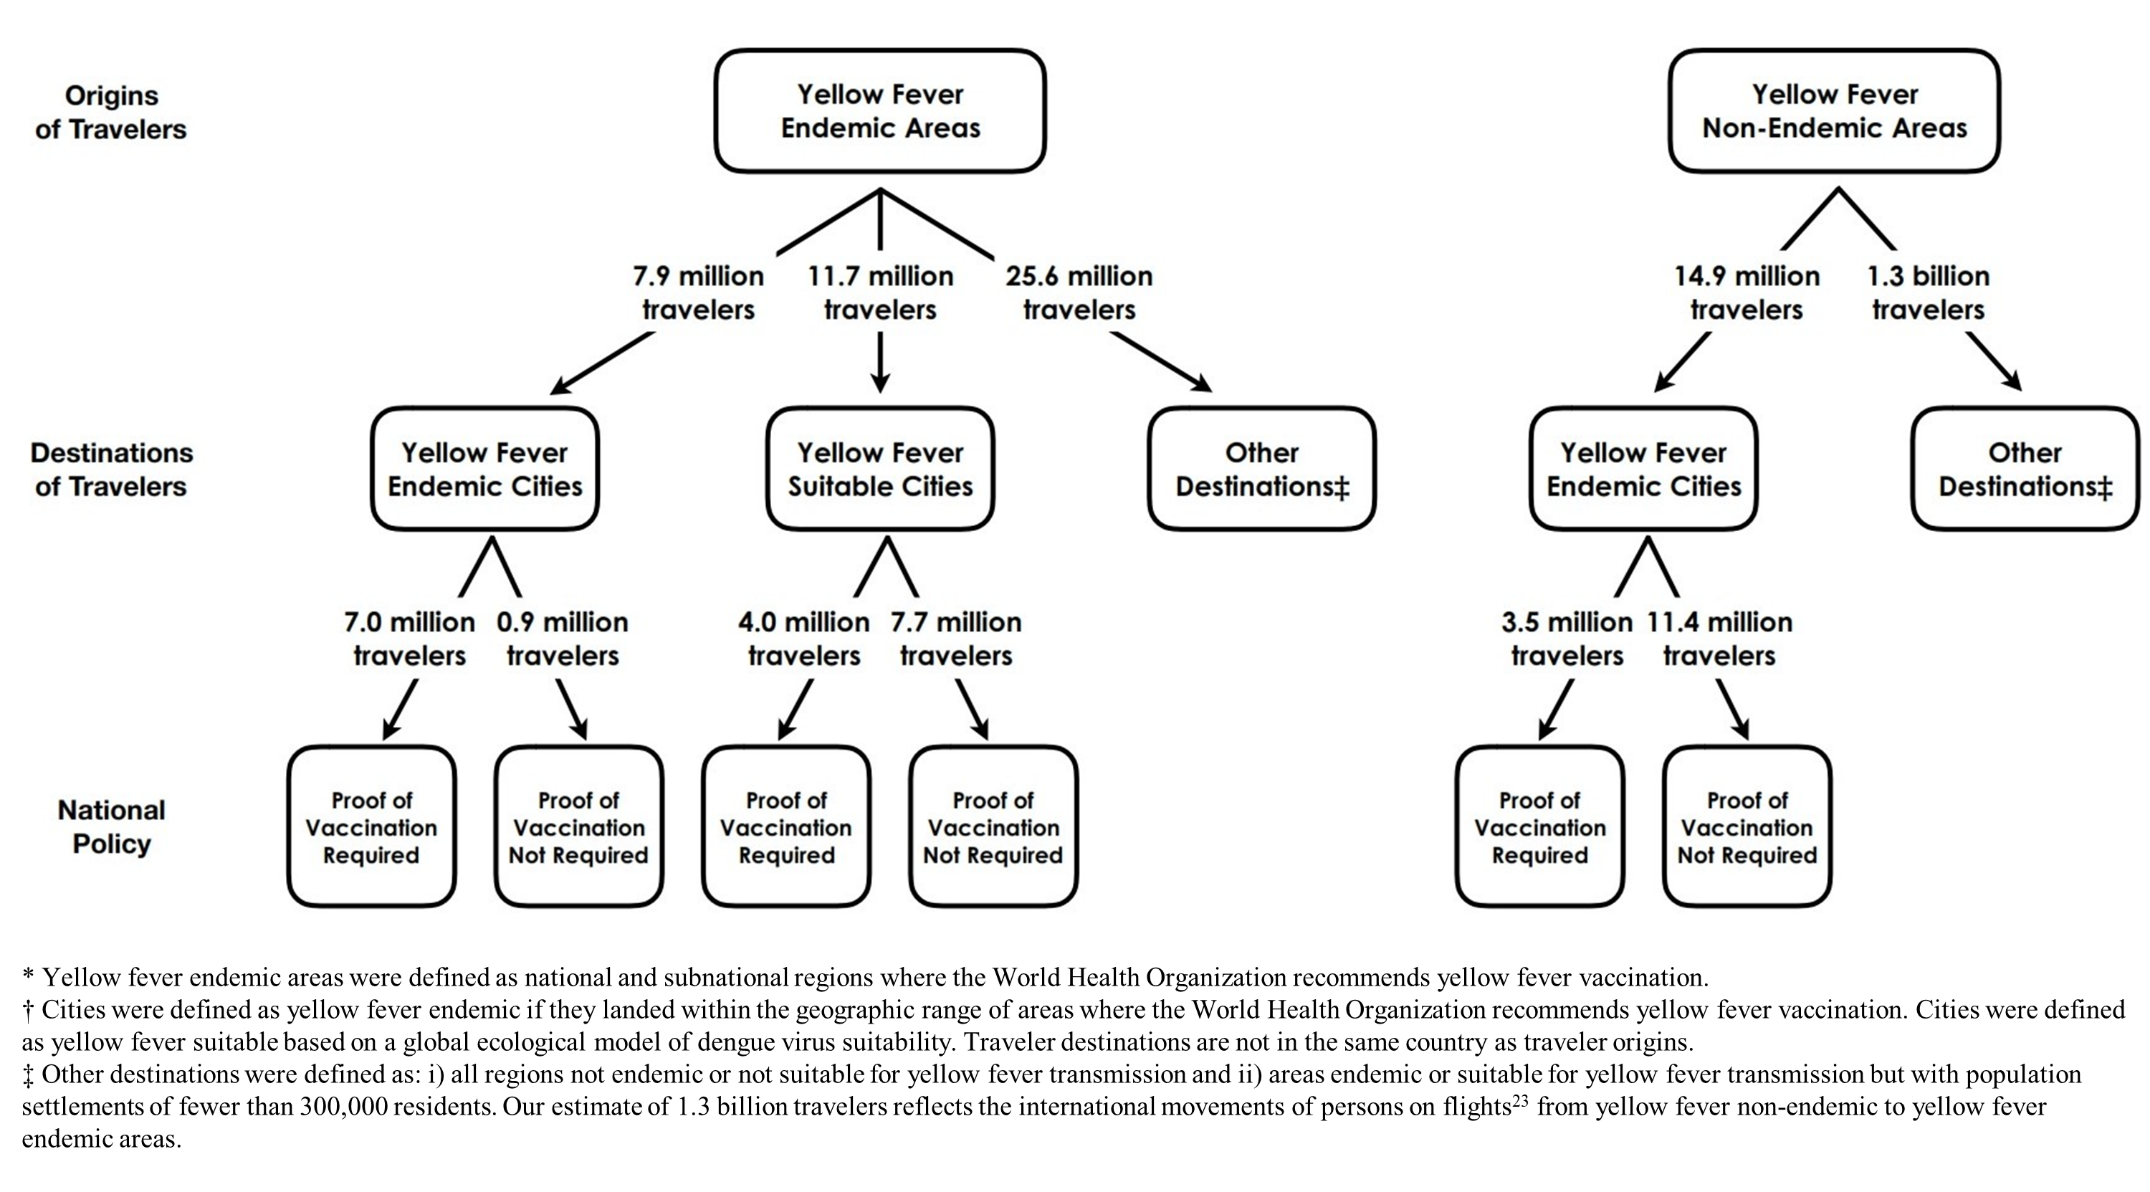 Origins
of Travelers
Yellow Fever
Endemic Areas
Yellow Fever
Non-Endemic Areas
7.9 million
travelers
11.7 million
travelers
25.6 million
travelers
14.9 million
travelers
1.3 billion
travelers
Destinations
of Travelers
Yellow Fever
Endemic Cities
Yellow Fever
Suitable Cities
Other
Destinations‡
Yellow Fever
Endemic Cities
Other
Destinations‡
7.0 million
travelers
0.9 million
travelers
4.0 million
travelers
7.7 million
travelers
3.5 million
travelers
11.4 million
travelers
National
Policy
Proof of
Vaccination
Required
Proof of
Vaccination
Not Required
Proof of
Vaccination
Required
Proof of
Vaccination
Not Required
Proof of
Vaccination
Required
Proof of
Vaccination
Not Required
* Yellow fever endemic areas were defined as national and subnational regions where the World Health Organization recommends yellow fever vaccination.
† Cities were defined as yellow fever endemic if they landed within the geographic range of areas where the World Health Organization recommends yellow fever vaccination. Cities were defined
as yellow fever suitable based on a global ecological model of dengue virus suitability. Traveler destinations are not in the same country as traveler origins.
‡ Other destinations were defined as: i) all regions not endemic or not suitable for yellow fever transmission and ii) areas endemic or suitable for yellow fever transmission but with population
settlements of fewer than 300,000 residents. Our estimate of 1.3 billion travelers reflects the international movements of persons on flights²³ from yellow fever non-endemic to yellow fever
endemic areas.